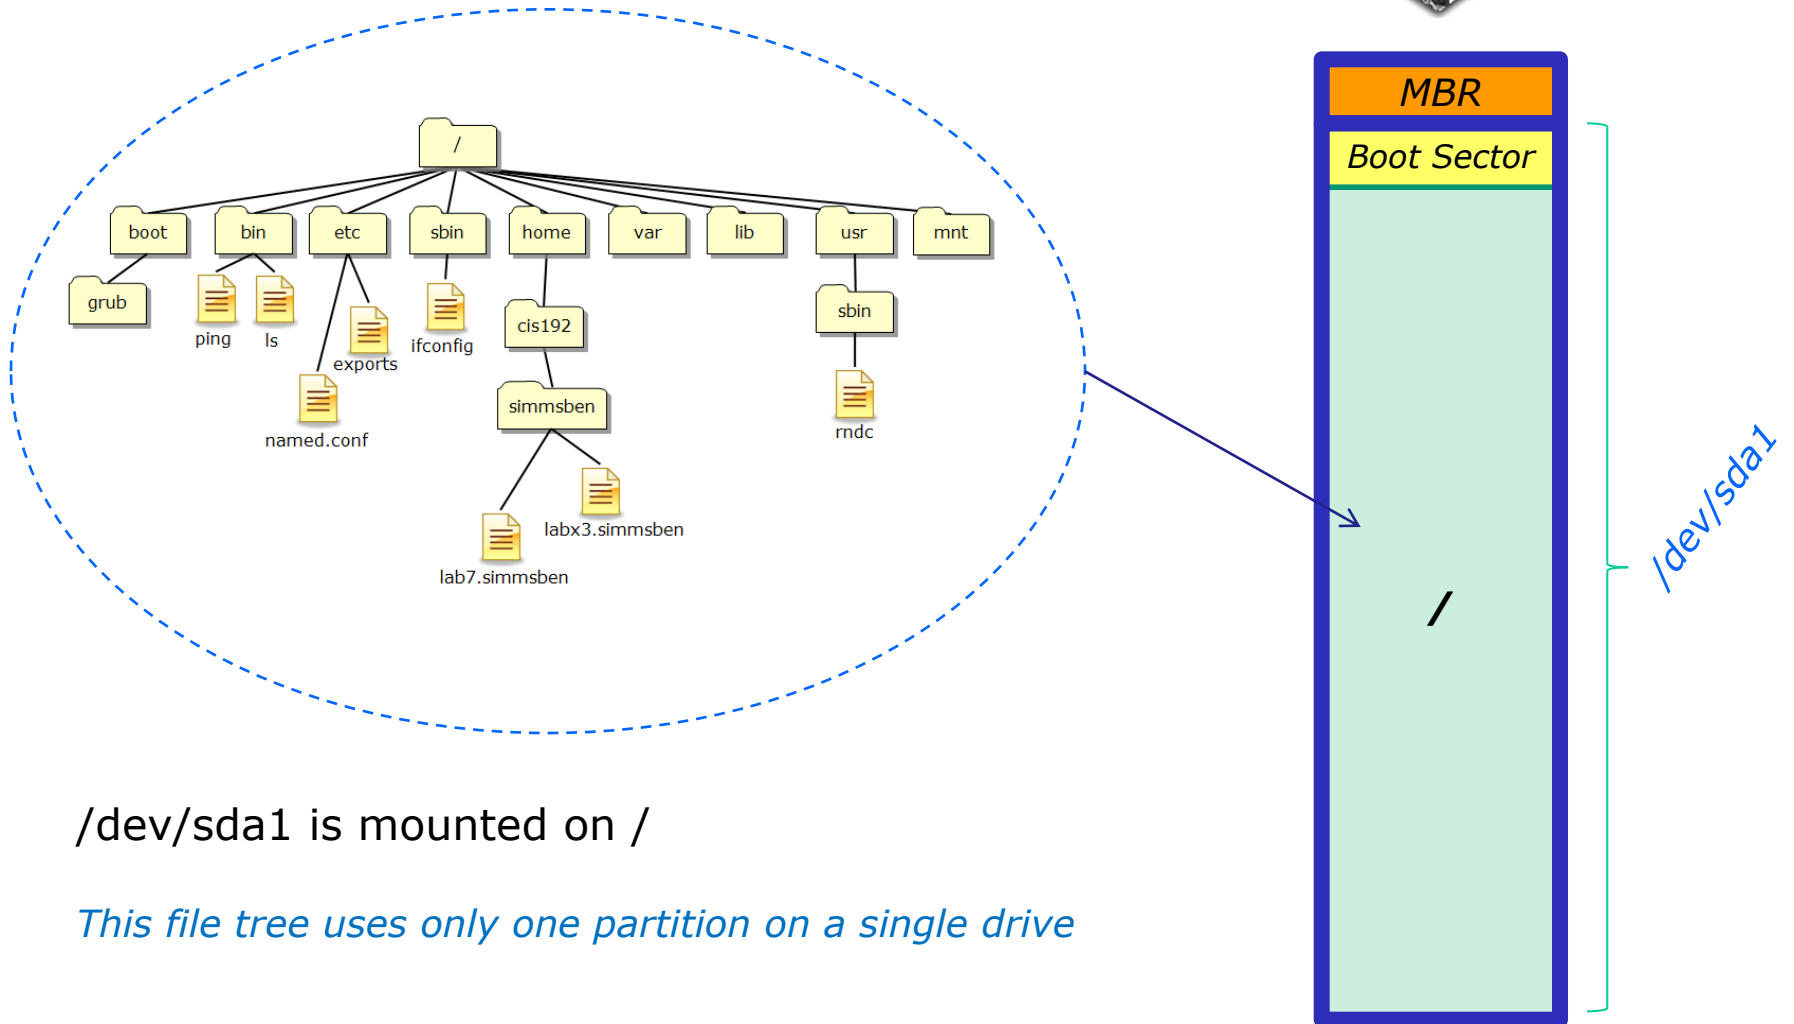 MBR
Boot Sector
/
boot
bin
etc
sbin
home
var
lib
usr
mnt
grub
ping
ls
exports
named.conf
ifconfig
cis192
simmsben
labx3.simmsben
lab7.simmsben
sbin
rndc
/
/dev/sda1
/dev/sda1 is mounted on /
This file tree uses only one partition on a single drive